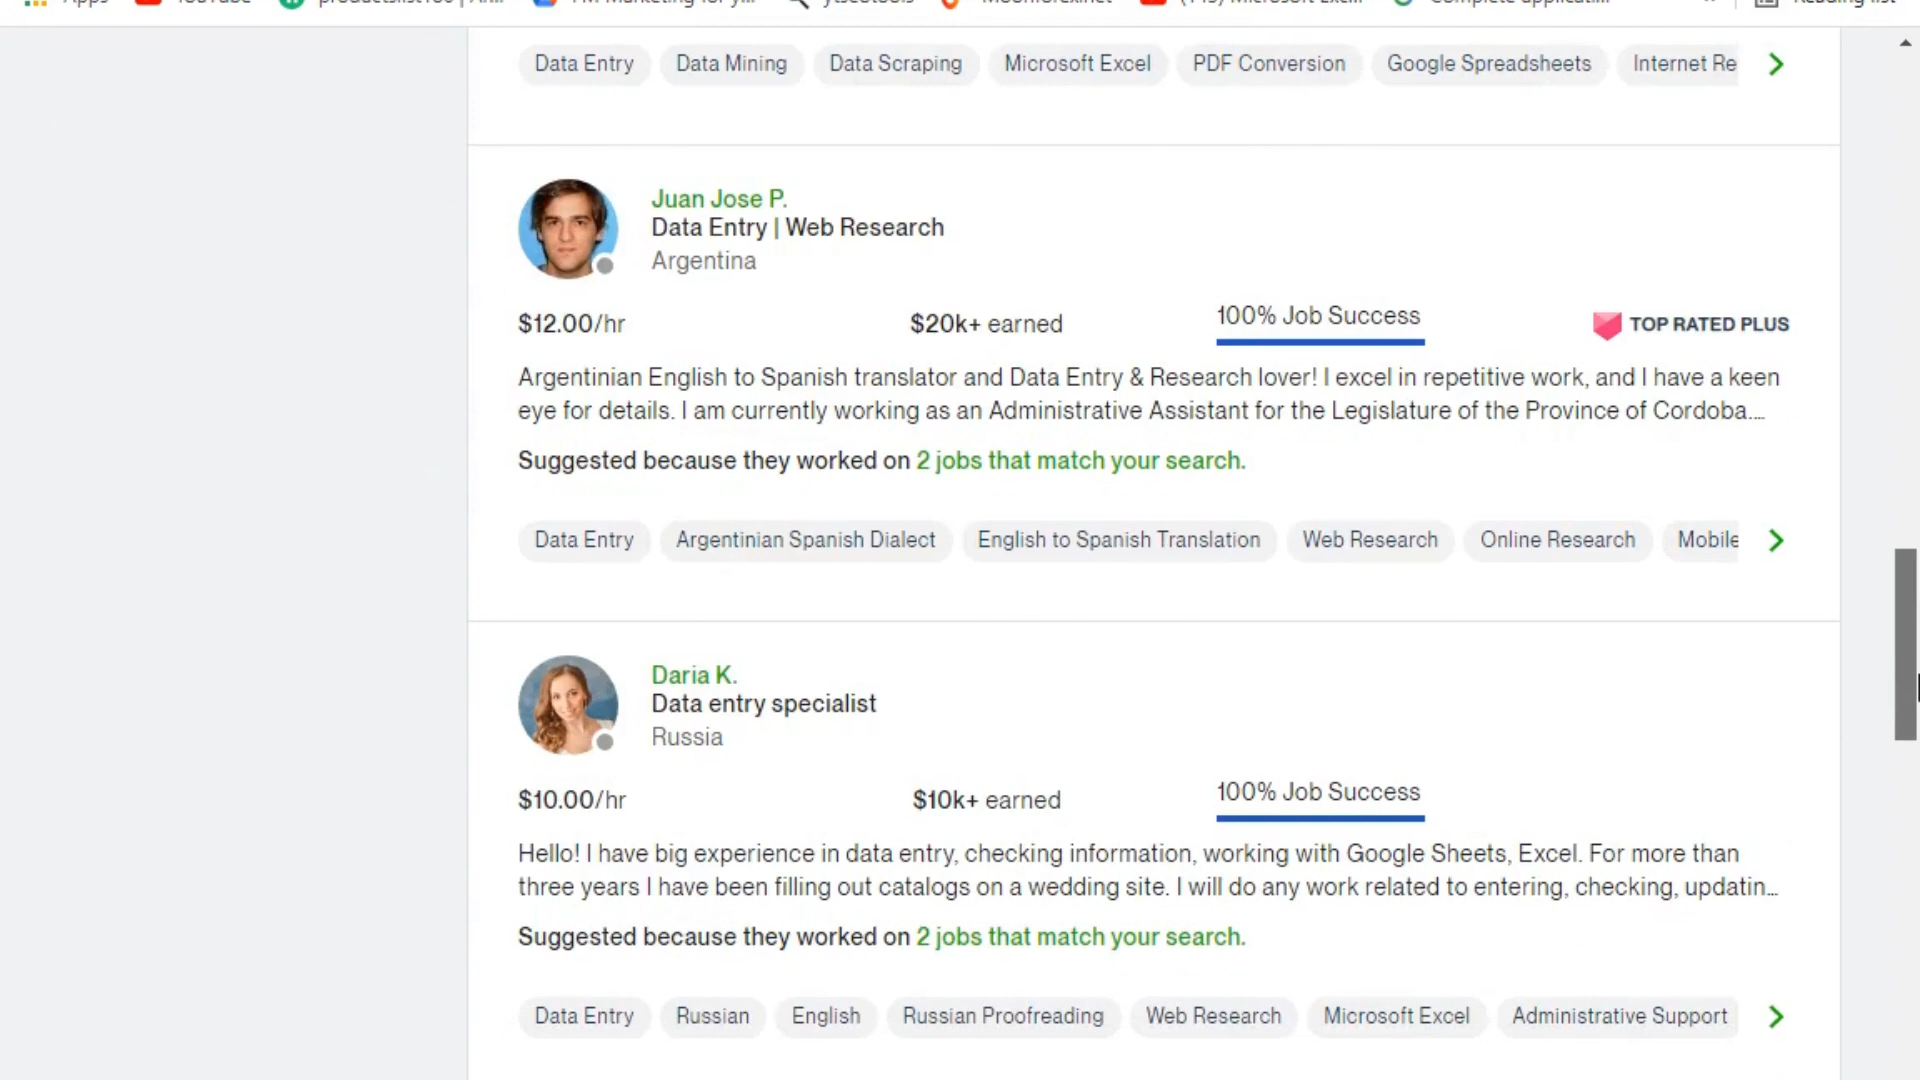 Apps YouTube
Data Entry Data Mining Data Scraping Microsoft Excel PDF Conversion Google Spreadsheets Internet Re
Juan Jose P.
Data Entry | Web Research
Argentina
$12.00/hr $20k+ earned 100% Job Success TOP RATED PLUS
Argentinian English to Spanish translator and Data Entry & Research lover! I excel in repetitive work, and I have a keen
eye for details. I am currently working as an Administrative Assistant for the Legislature of the Province of Cordoba....
Suggested because they worked on 2 jobs that match your search.
Data Entry Argentinian Spanish Dialect English to Spanish Translation Web Research Online Research Mobile
Daria K.
Data entry specialist
Russia
$10.00/hr $10k+ earned 100% Job Success
Hello! I have big experience in data entry, checking information, working with Google Sheets, Excel. For more than
three years I have been filling out catalogs on a wedding site. I will do any work related to entering, checking, updatin...
Suggested because they worked on 2 jobs that match your search.
Data Entry Russian English Russian Proofreading Web Research Microsoft Excel Administrative Support